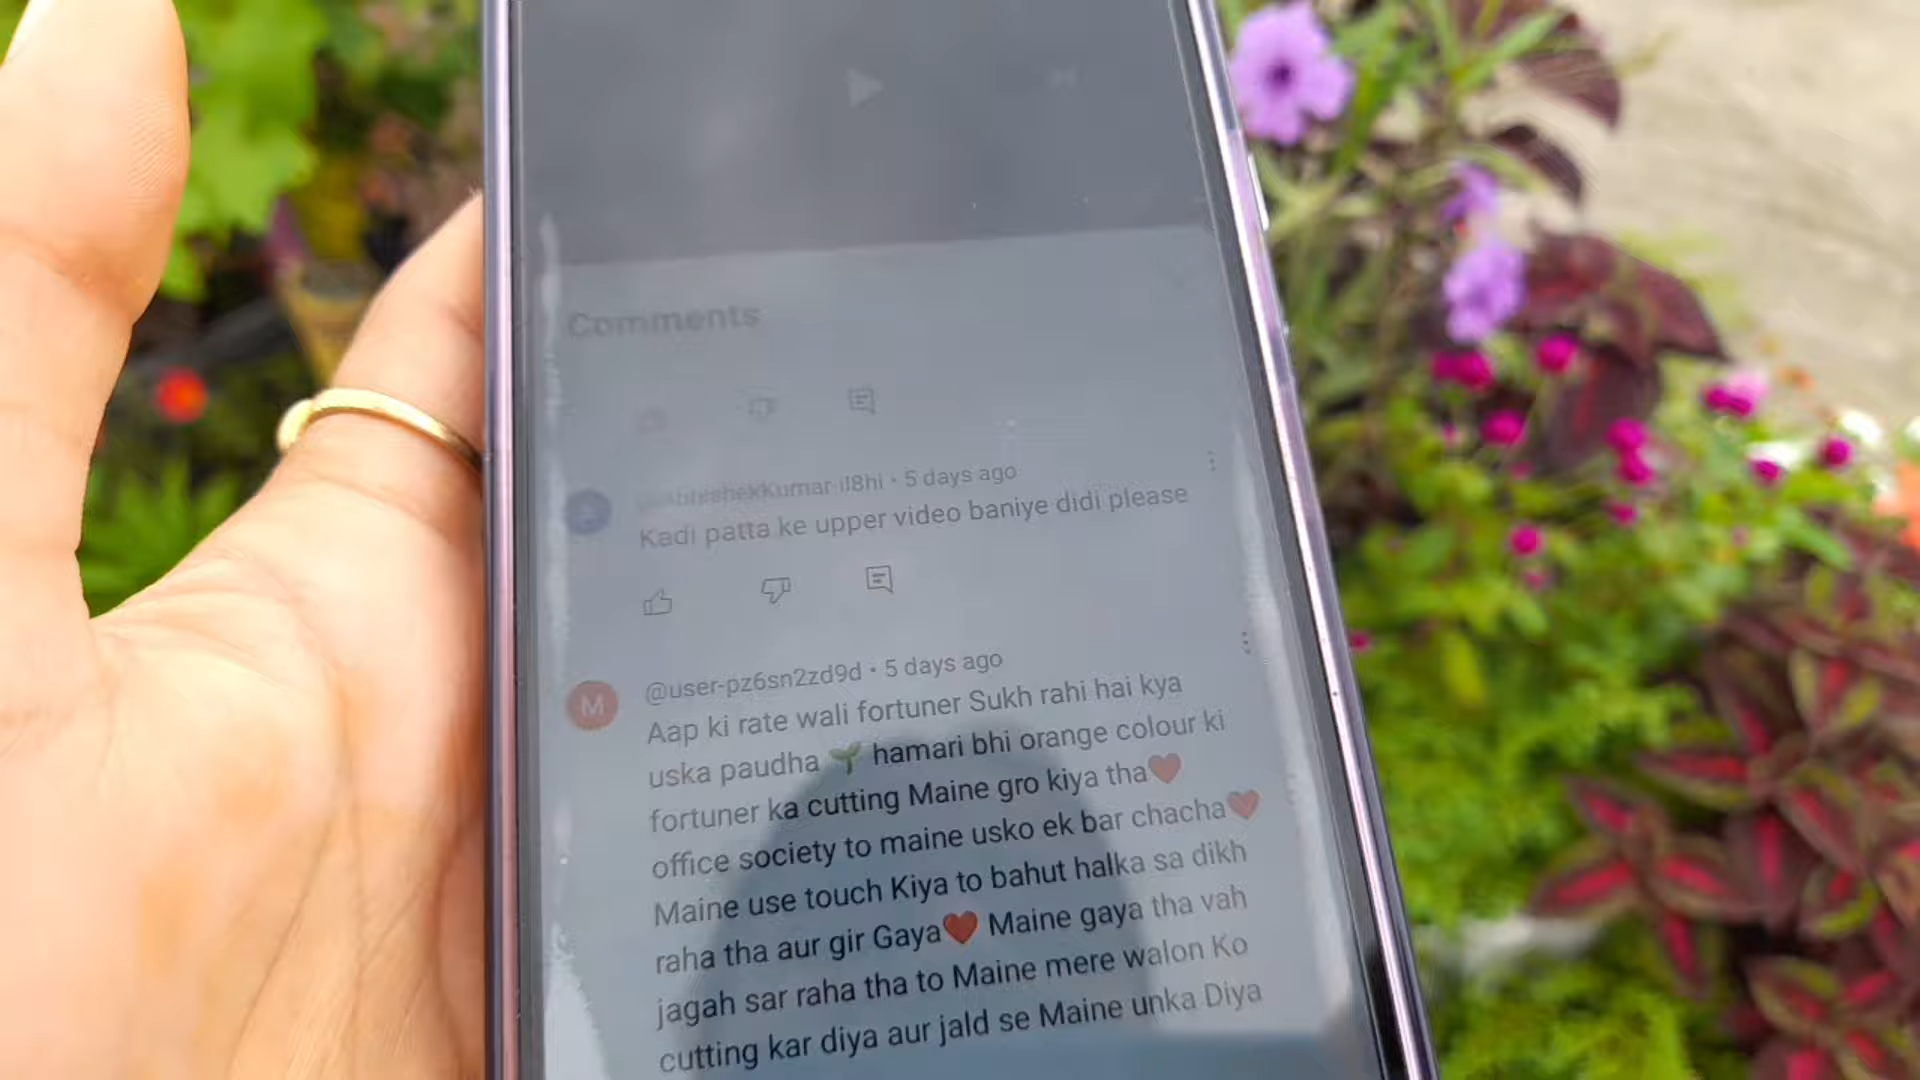 Comments
@AbhishekKumar-il8hi • 5 days ago
Kadi patta ke upper video baniye didi please
M
@user-pz6sn2zd9d • 5 days ago
Aap ki rate wali fortuner Sukh rahi hai kya
uska paudha 🌱 hamari bhi orange colour ki
fortuner ka cutting Maine gro kiya tha❤️
office society to maine usko ek bar chacha❤️
Maine use touch Kiya to bahut halka sa dikh
raha tha aur gir Gaya❤️ Maine gaya tha vah
jagah sar raha tha to Maine mere walon Ko
cutting kar diya aur jald se Maine unka Diya